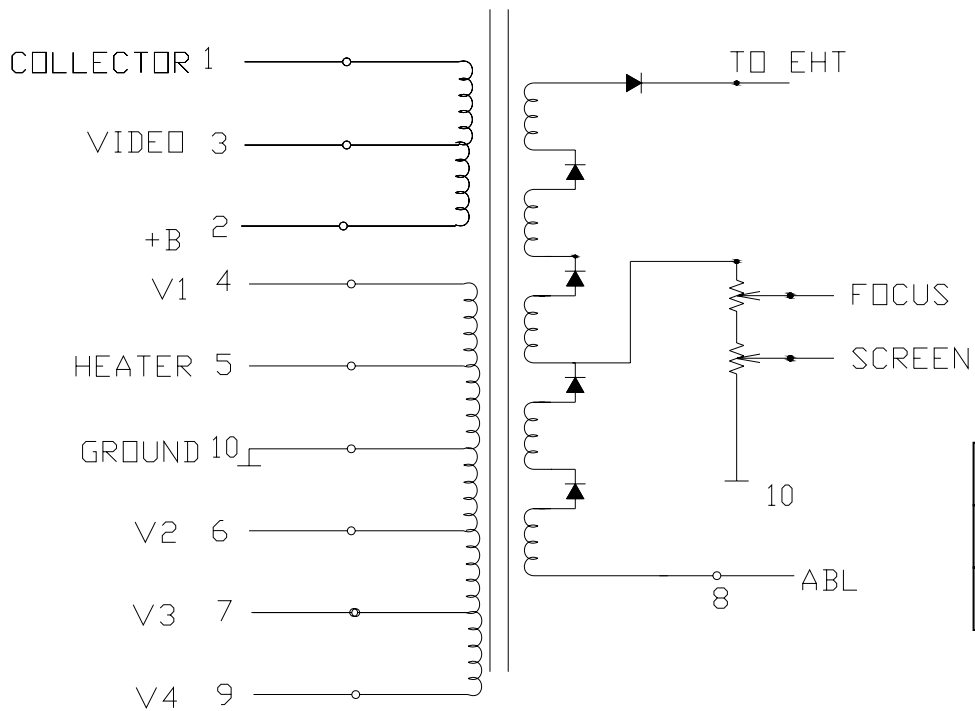 COLLECTOR 1
TO EHT
VIDEO 3
+B 2
V1 4
FOCUS
HEATER 5
SCREEN
GROUND 10
10
V2 6
ABL
8
V3 7
V4 9